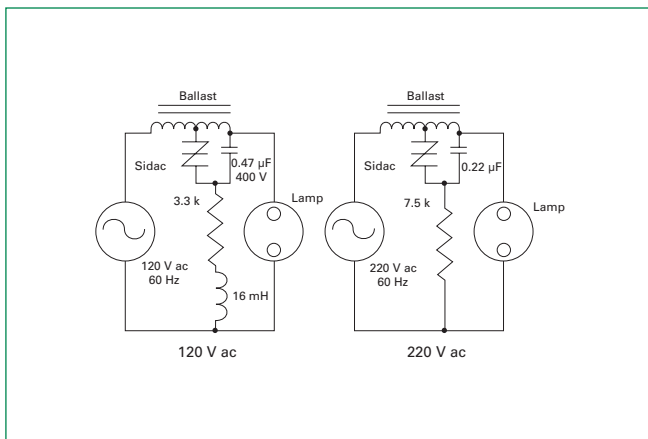 Ballast
Sidac
0.47 µF
400 V
3.3 k
Lamp
120 V ac
60 Hz
16 mH
120 V ac
Ballast
Sidac
0.22 µF
7.5 k
Lamp
220 V ac
60 Hz
220 V ac